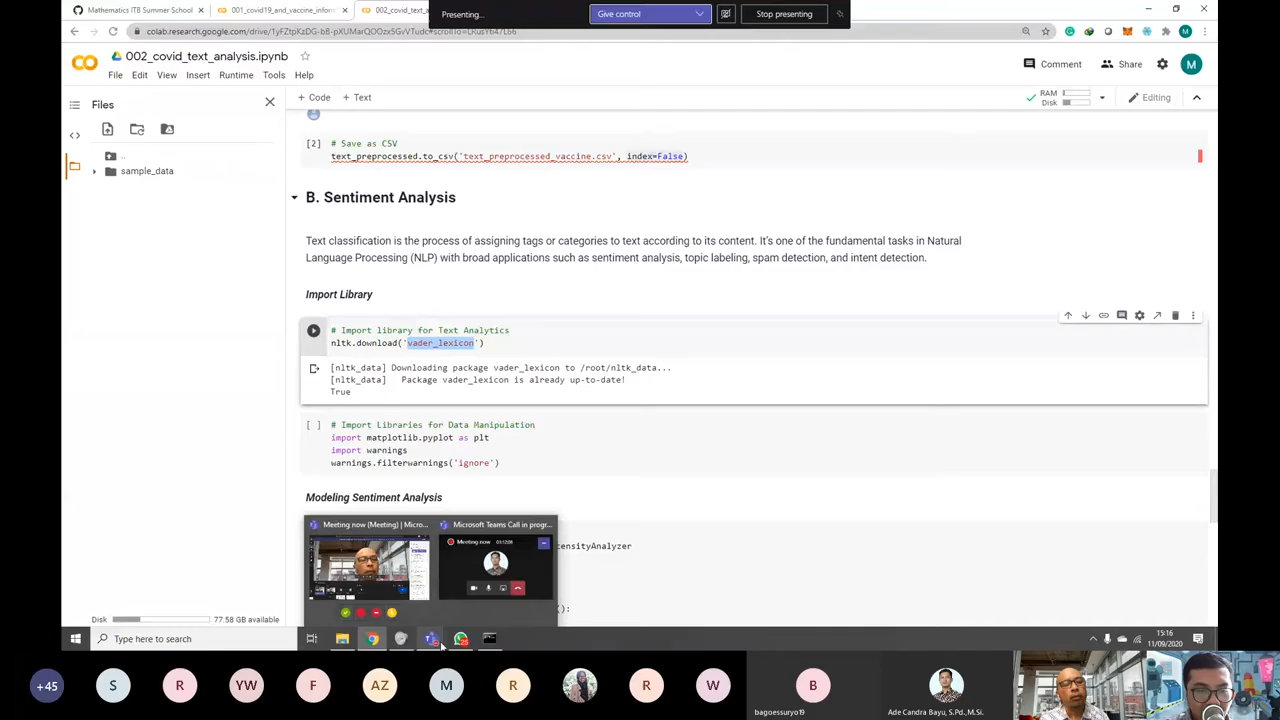 Mathematics ITB Summer School
001_covid19_and_vaccine_inform
002_covid_text_a
Presenting...
Give control
Stop presenting
colab.research.google.com/drive/
002_covid_text_analysis.ipynb
Comment
Share
M
File Edit View Insert Runtime Tools Help
Files
+ Code + Text
RAM
Disk
Editing
..
sample_data
[2] # Save as CSV
text_preprocessed.to_csv('text_preprocessed_vaccine.csv', index=False)
B. Sentiment Analysis
Text classification is the process of assigning tags or categories to text according to its content. It's one of the fundamental tasks in Natural
Language Processing (NLP) with broad applications such as sentiment analysis, topic labeling, spam detection, and intent detection.
Import Library
# Import library for Text Analytics
nltk.download('vader_lexicon')
[nltk_data] Downloading package vader_lexicon to /root/nltk_data...
[nltk_data] Package vader_lexicon is already up-to-date!
True
[ ] # Import Libraries for Data Manipulation
import matplotlib.pyplot as plt
import warnings
warnings.filterwarnings('ignore')
Modeling Sentiment Analysis
Meeting now (Meeting) | Micro...
Microsoft Teams Call in progr...
Meeting now
ensityAnalyzer
():
Disk
77.58 GB available
Type here to search
25
15:16
11/09/2020
+45
S
R
YW
F
AZ
M
R
R
W
B
bagoessuryo19
Ade Candra Bayu, S.Pd.,M.Si.